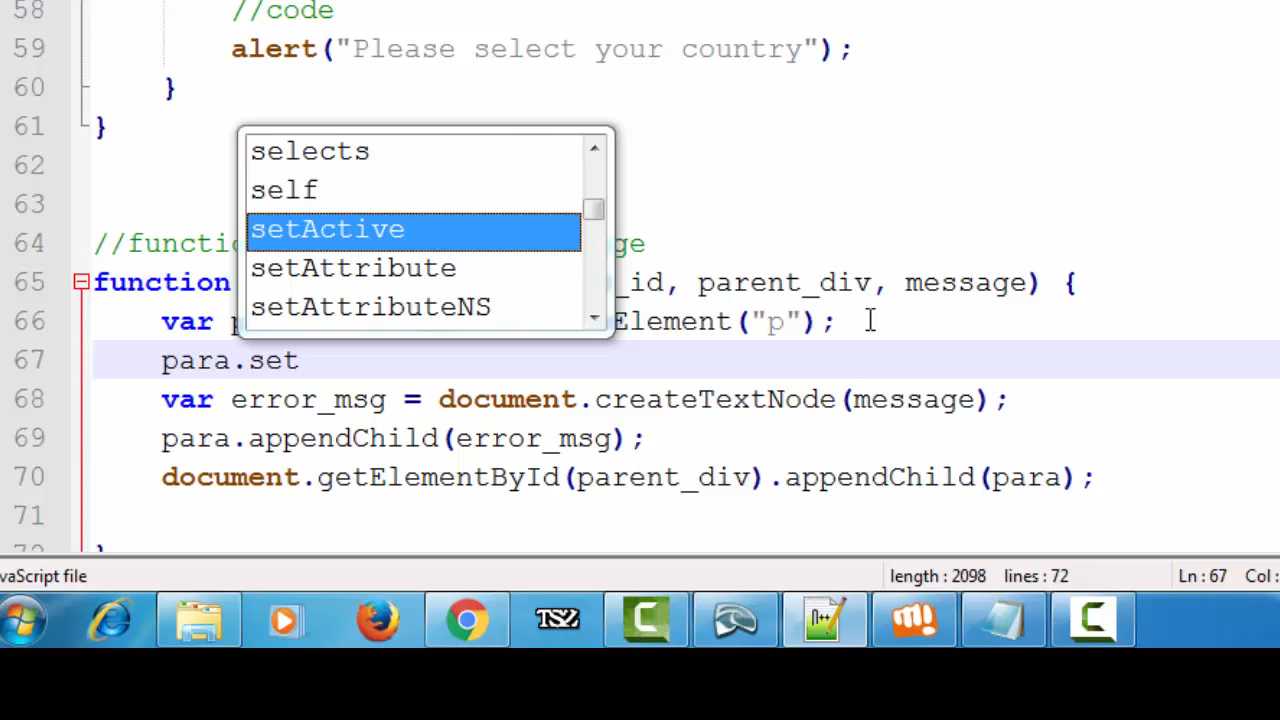 58 //code
59 alert("Please select your country");
60 }
61 }
62
63
64 //functi ge
65 function _id, parent_div, message) {
66 var p Element("p");
67 para.set
68 var error_msg = document.createTextNode(message);
69 para.appendChild(error_msg);
70 document.getElementById(parent_div).appendChild(para);
71
72 }
selects
self
setActive
setAttribute
setAttributeNS
vaScript file length : 2098 lines : 72 Ln : 67 Col :
TSZ
n++